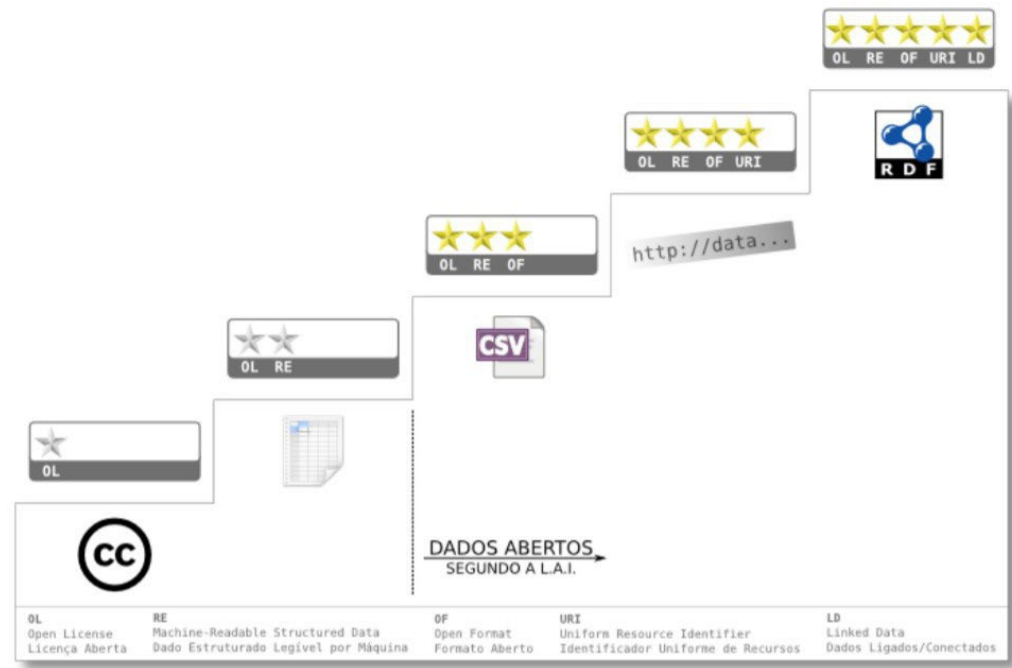 OL RE OF URI LD
RDF
OL RE OF URI
http://data...
OL RE OF
CSV
OL RE
OL
cc
DADOS ABERTOS
SEGUNDO A L.A.I.
OL
Open License
Licença Aberta
RE
Machine-Readable Structured Data
Dado Estruturado Legível por Máquina
OF
Open Format
Formato Aberto
URI
Uniform Resource Identifier
Identificador Uniforme de Recursos
LD
Linked Data
Dados Ligados/Conectados